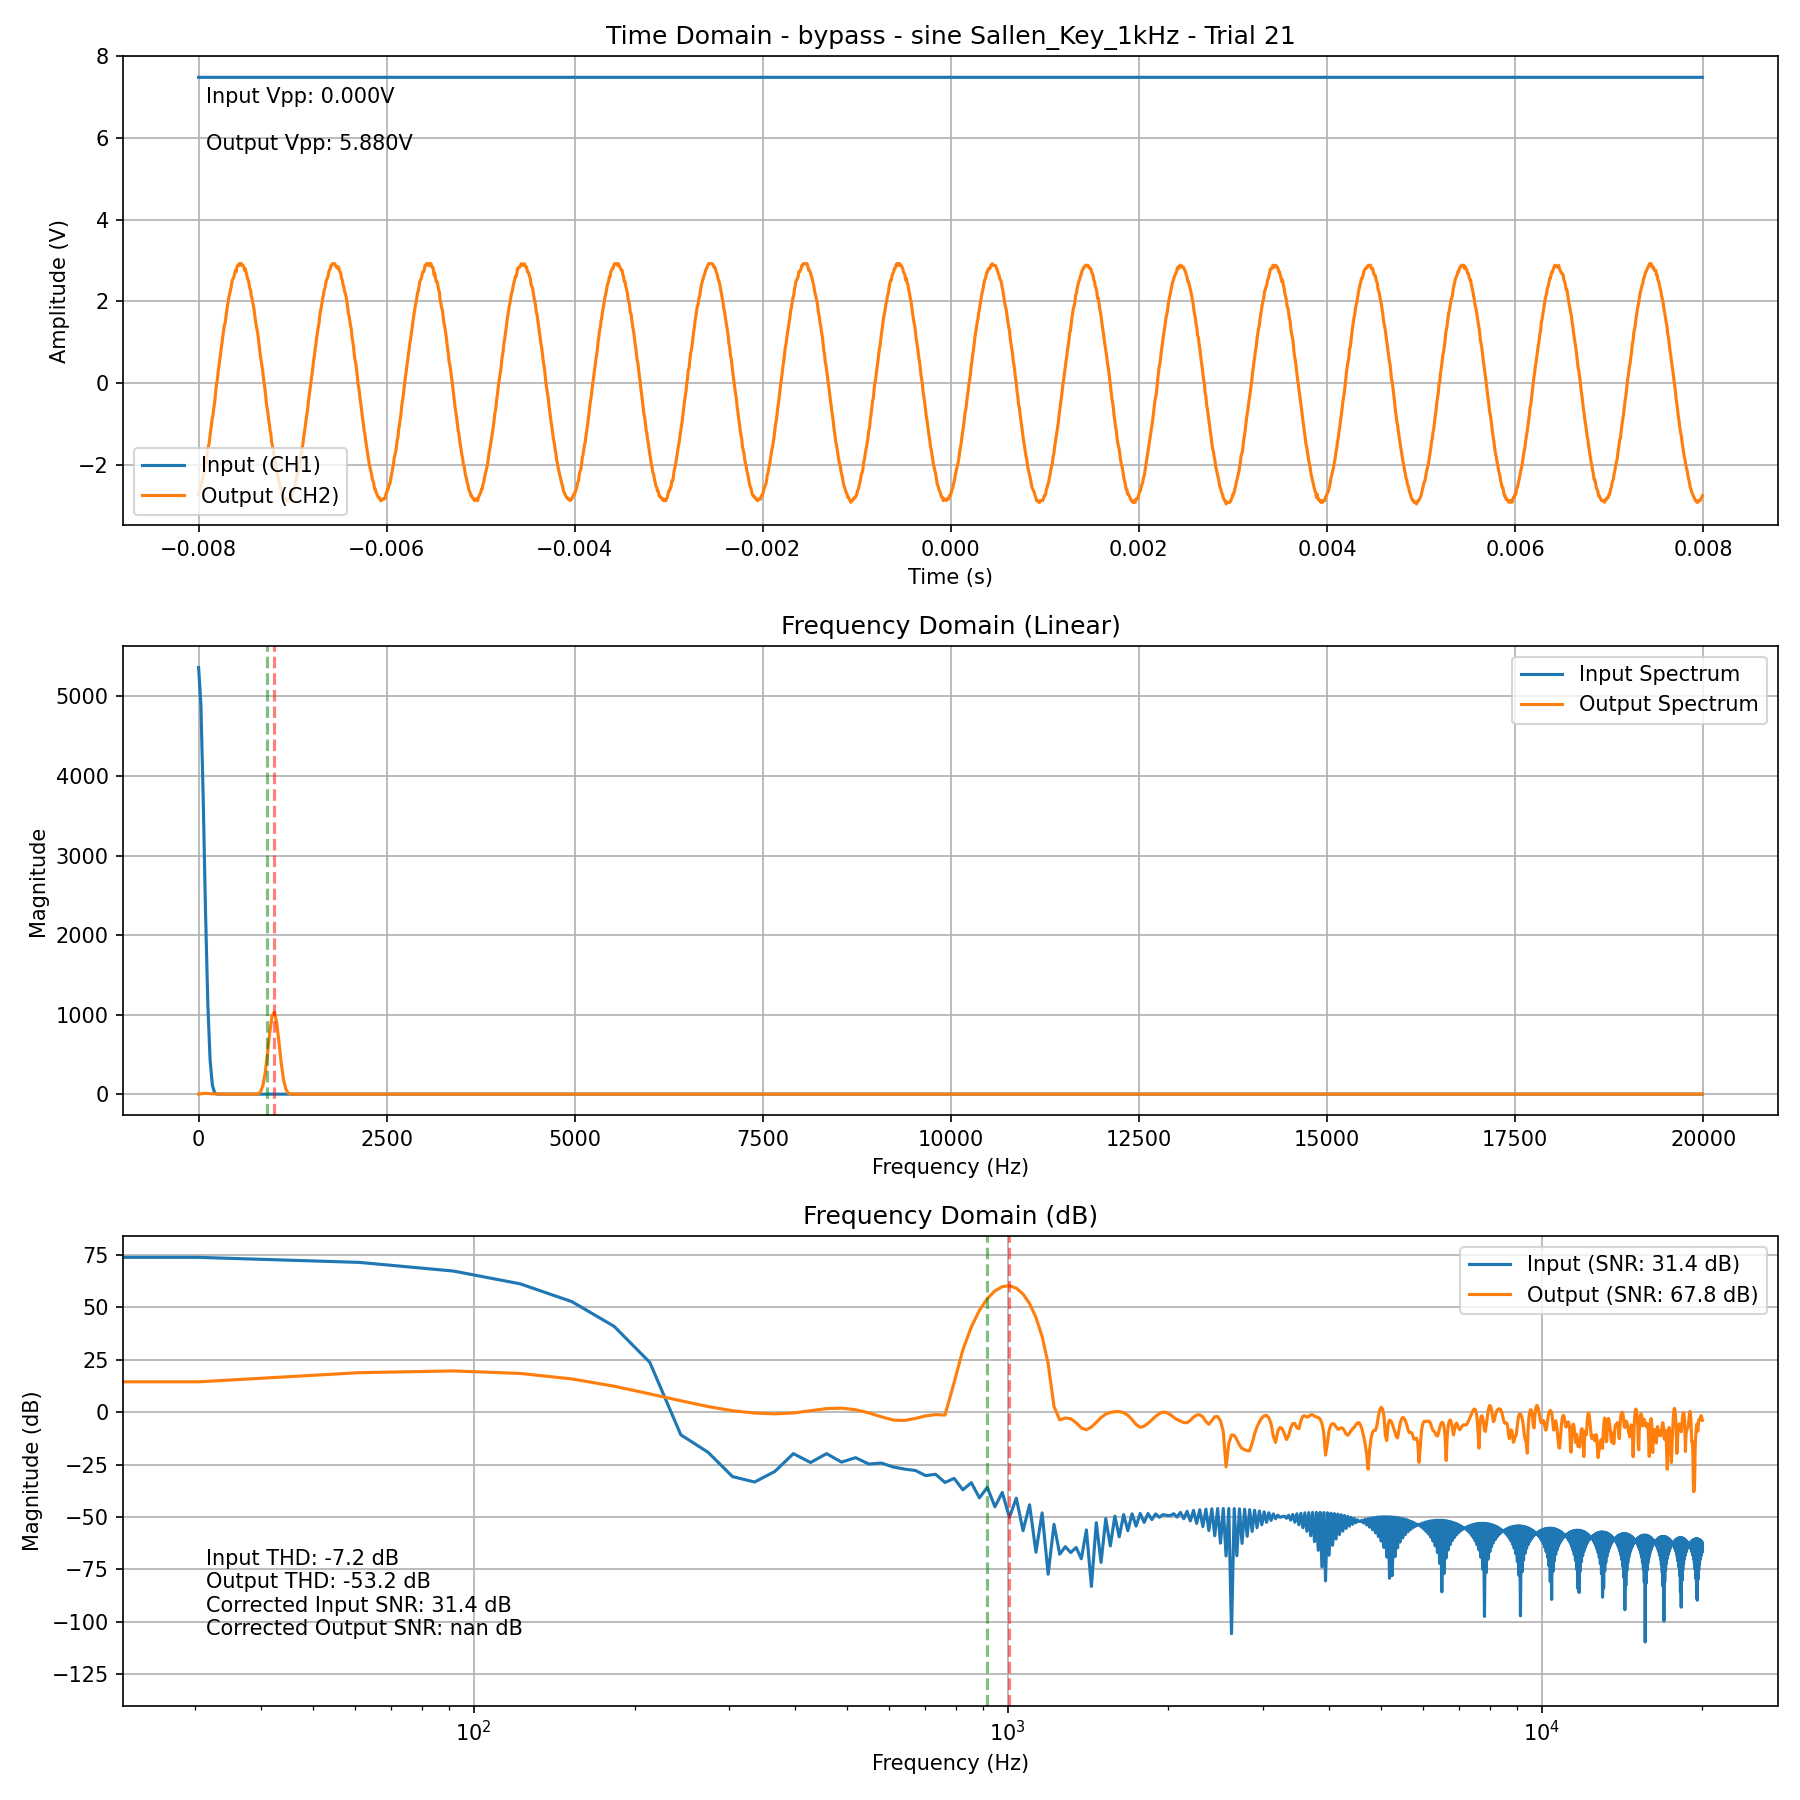 Time Domain - bypass - sine Sallen_Key_1kHz - Trial 21
8
6
4
2
0
−2
Amplitude (V)
Input Vpp: 0.000V
Output Vpp: 5.880V
Input (CH1)
Output (CH2)
−0.008
−0.006
−0.004
−0.002
0.000
0.002
0.004
0.006
0.008
Time (s)
Frequency Domain (Linear)
5000
4000
3000
2000
1000
0
Magnitude
Input Spectrum
Output Spectrum
0
2500
5000
7500
10000
12500
15000
17500
20000
Frequency (Hz)
Frequency Domain (dB)
75
50
25
0
−25
−50
−75
−100
−125
Magnitude (dB)
Input (SNR: 31.4 dB)
Output (SNR: 67.8 dB)
Input THD: -7.2 dB
Output THD: -53.2 dB
Corrected Input SNR: 31.4 dB
Corrected Output SNR: nan dB
10²
10³
10⁴
Frequency (Hz)